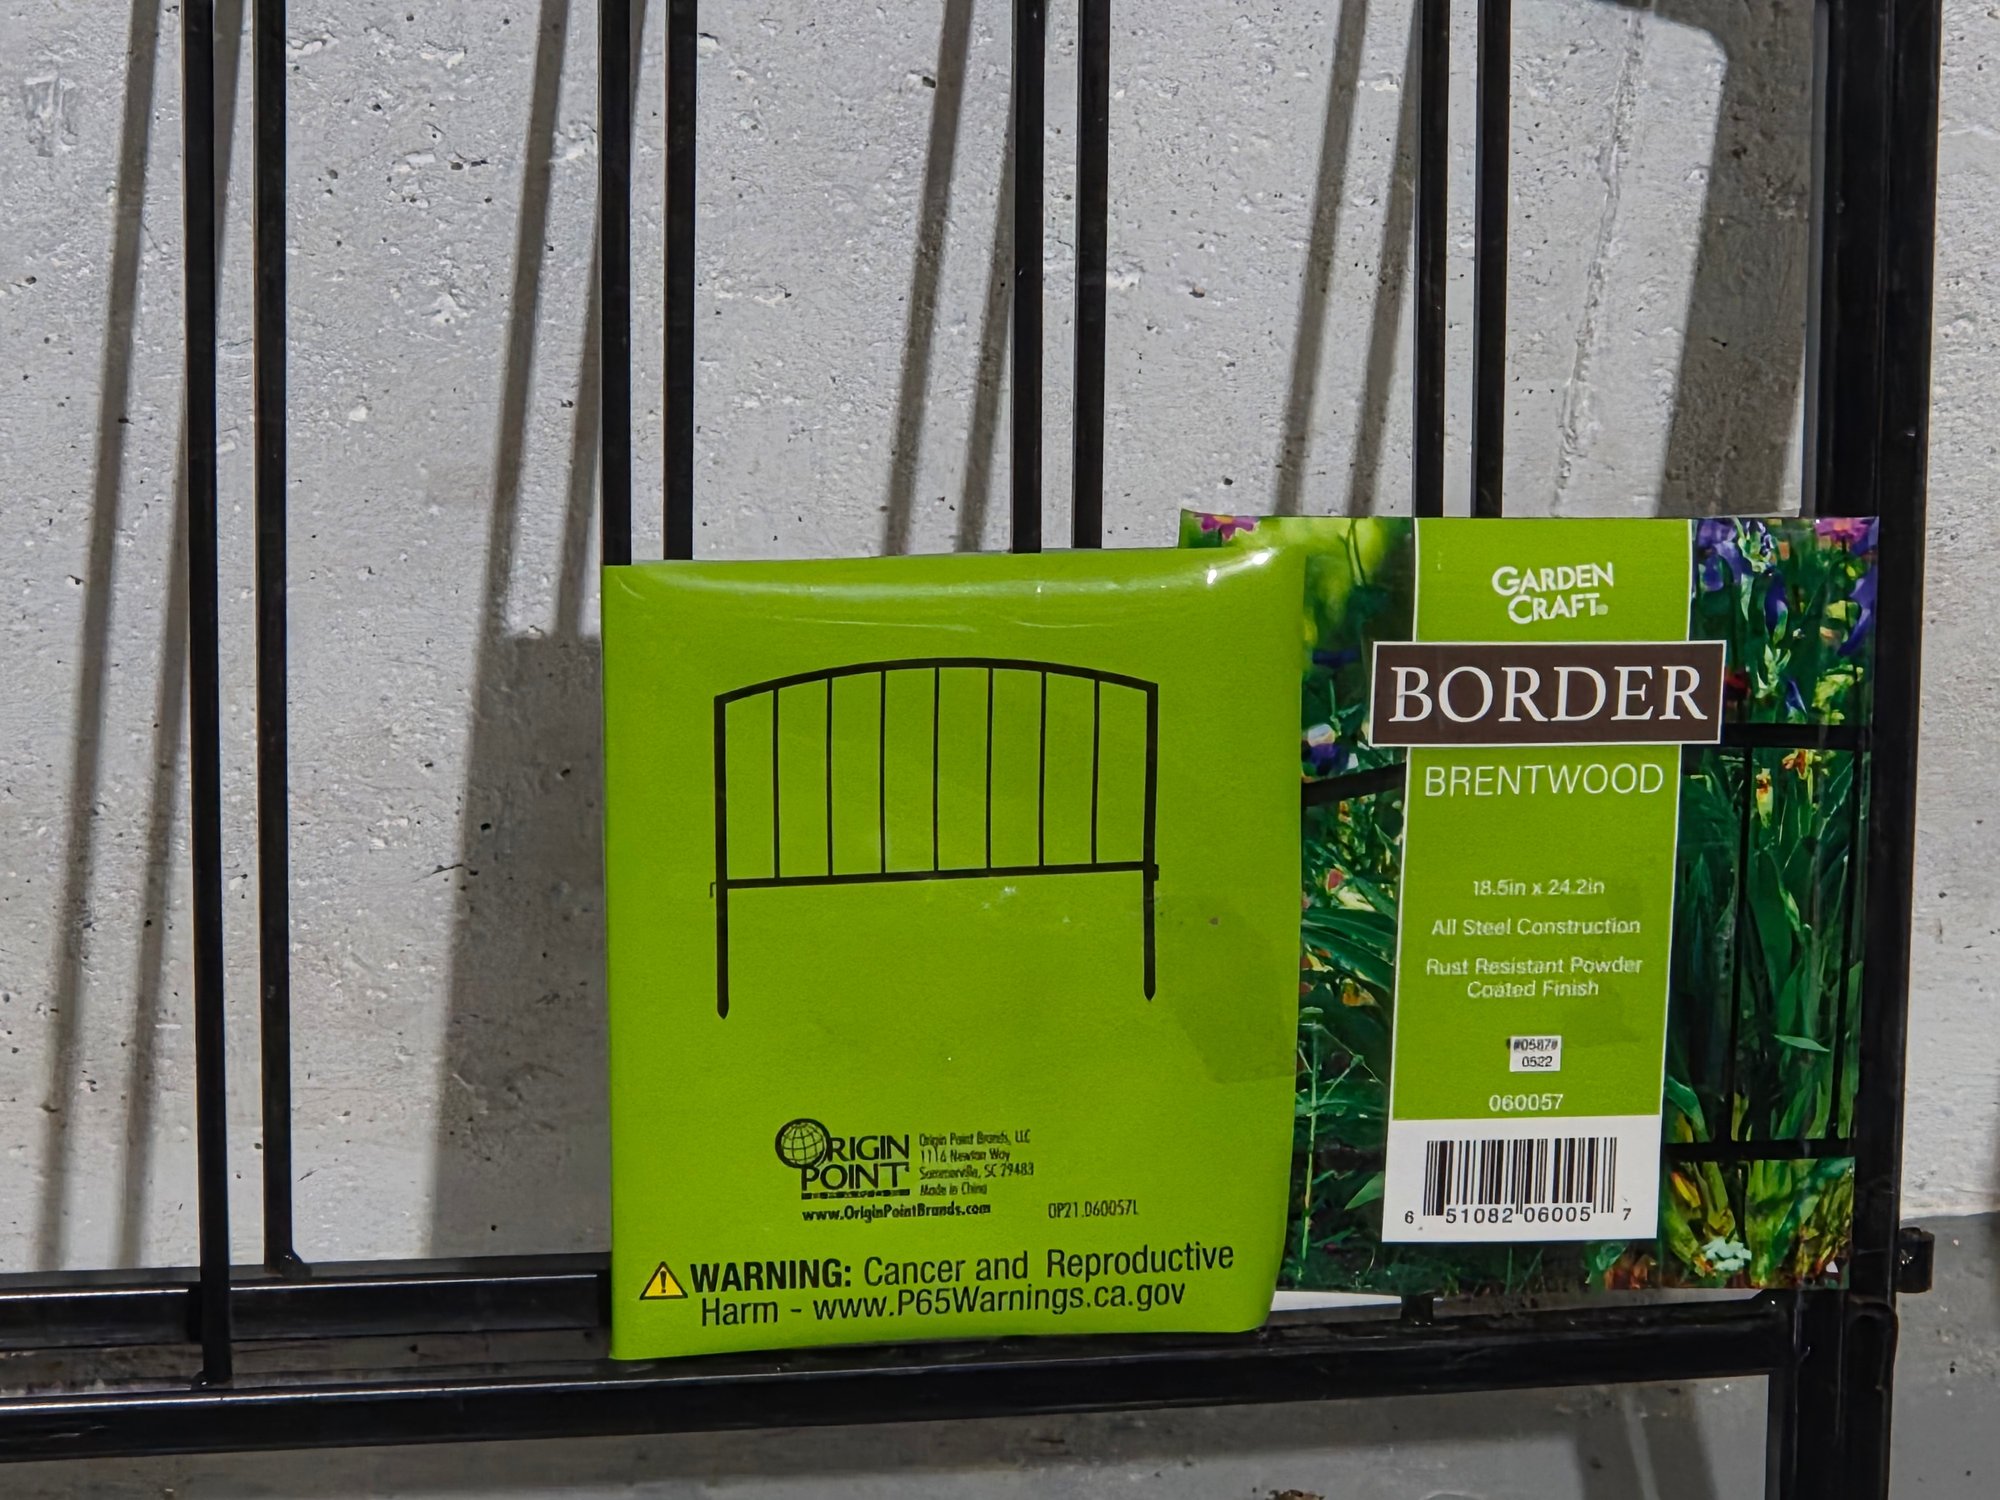 GARDEN
CRAFT®
BORDER
BRENTWOOD
18.5in x 24.2in
All Steel Construction
Rust Resistant Powder
Coated Finish
0522
060057
6 51082 06005 7
ORIGIN
POINT
BRANDS
Origin Point Brands, LLC
1116 Newton Way
Summerville, SC 29483
Made in China
www.OriginPointBrands.com
OP21.060057L
WARNING: Cancer and Reproductive
Harm - www.P65Warnings.ca.gov